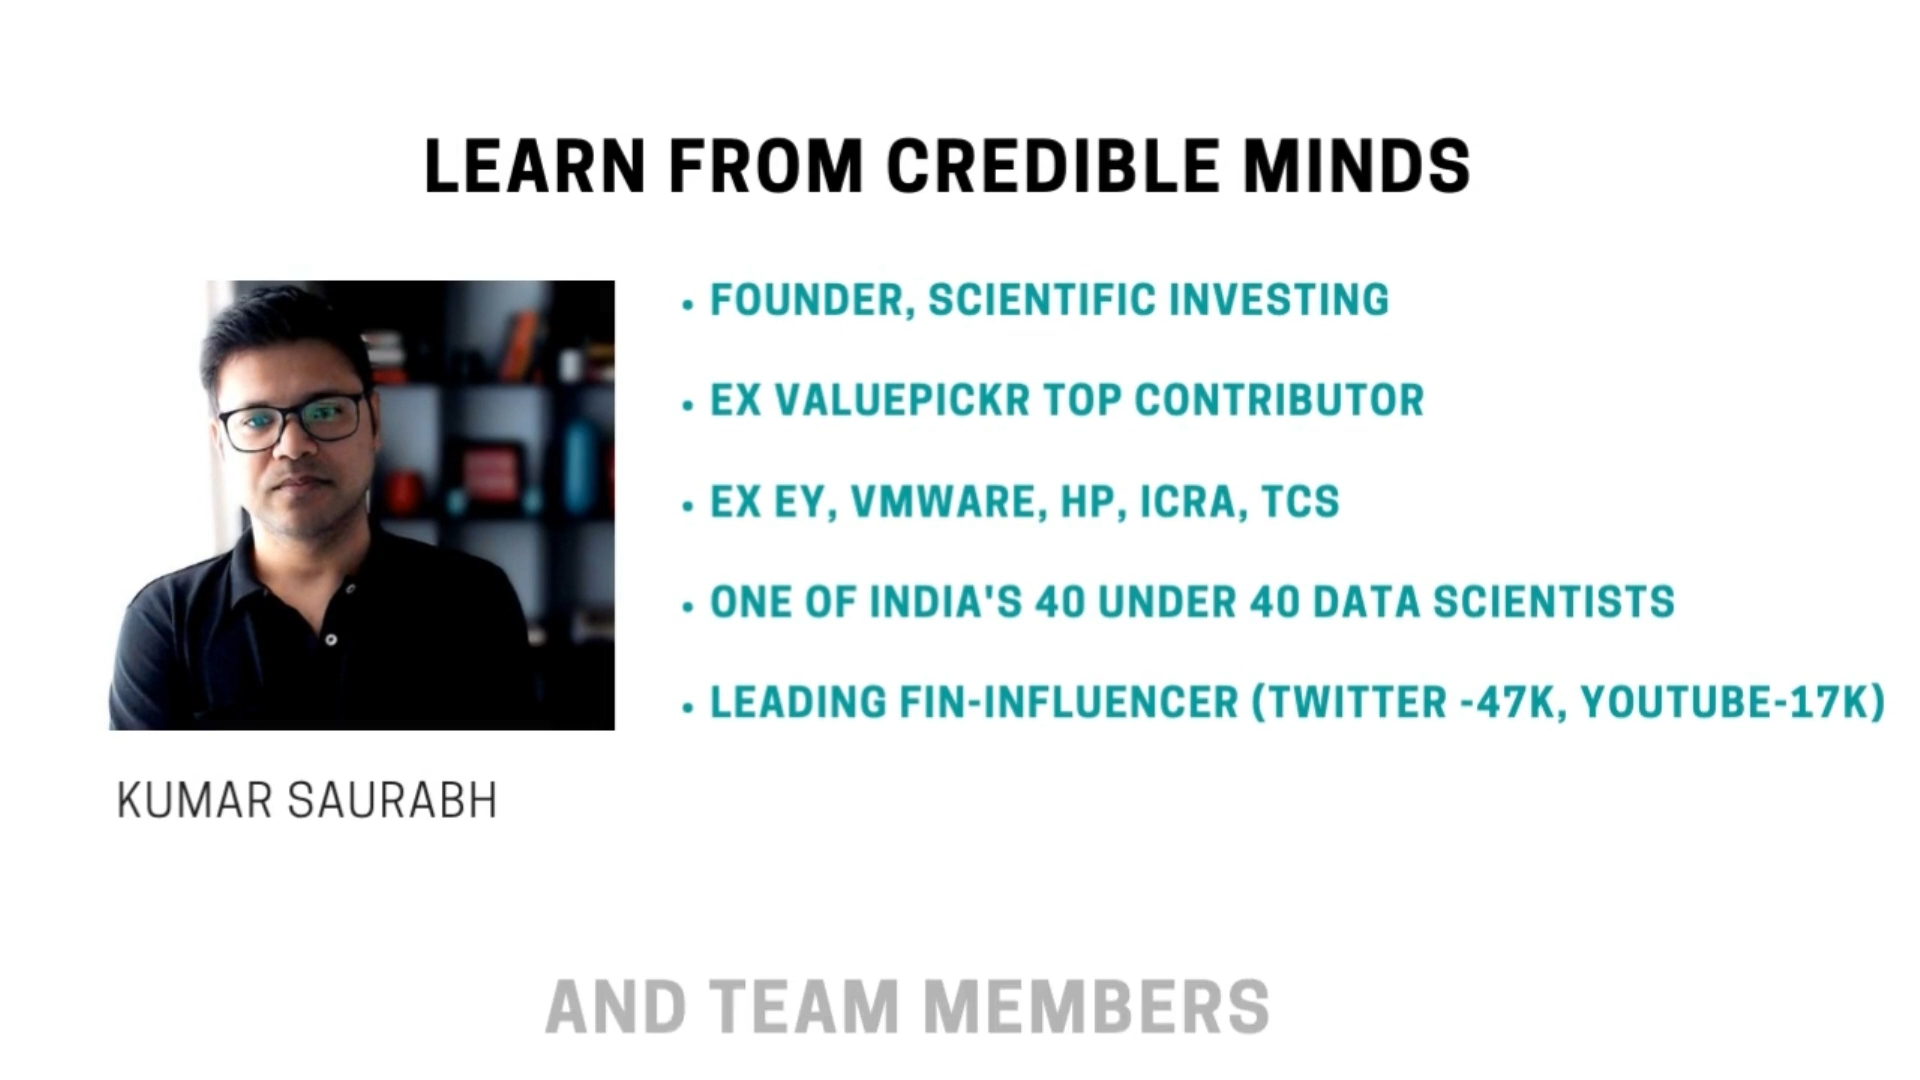 LEARN FROM CREDIBLE MINDS
• FOUNDER, SCIENTIFIC INVESTING
• EX VALUEPICKR TOP CONTRIBUTOR
• EX EY, VMWARE, HP, ICRA, TCS
• ONE OF INDIA'S 40 UNDER 40 DATA SCIENTISTS
• LEADING FIN-INFLUENCER (TWITTER -47K, YOUTUBE-17K)
KUMAR SAURABH
AND TEAM MEMBERS